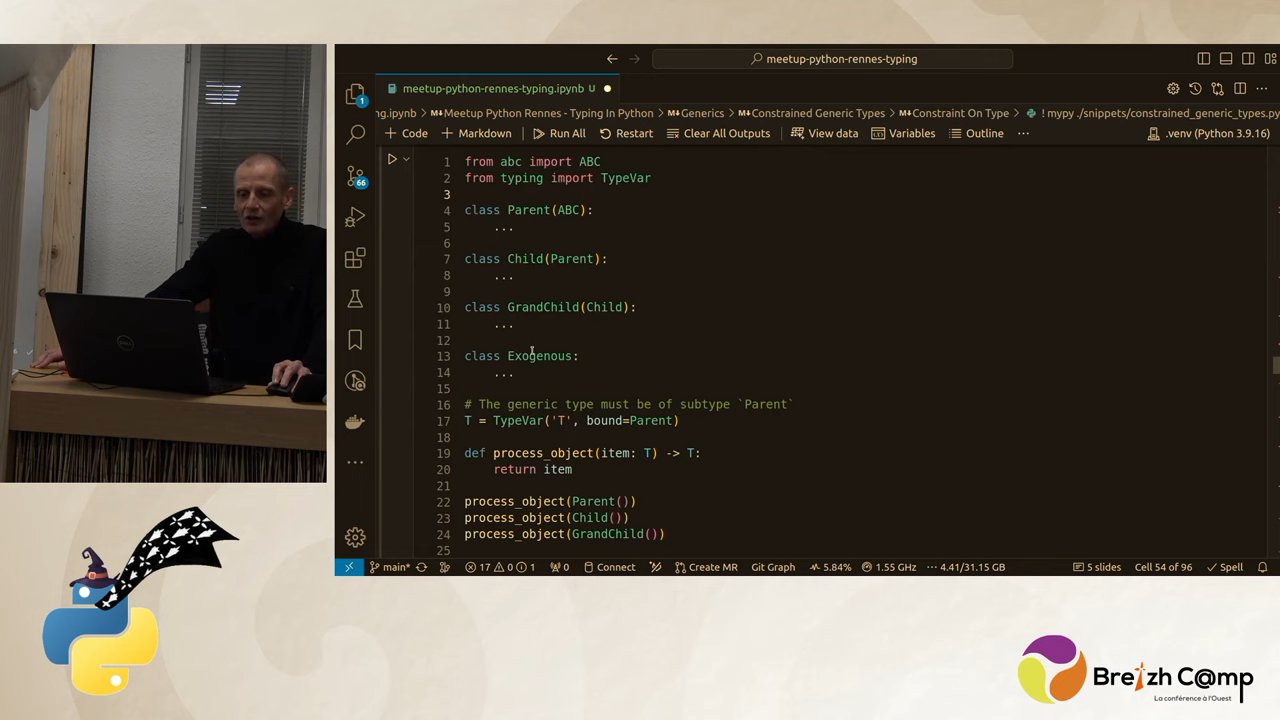 meetup-python-rennes-typing
meetup-python-rennes-typing.ipynb U
ng.ipynb > Meetup Python Rennes - Typing In Python > Generics > Constrained Generic Types > Constraint On Type > ! mypy ./snippets/constrained_generic_types.py
+ Code + Markdown Run All Restart Clear All Outputs View data Variables Outline ... .venv (Python 3.9.16)
1 from abc import ABC
2 from typing import TypeVar
3
4 class Parent(ABC):
5 ...
6
7 class Child(Parent):
8 ...
9
10 class GrandChild(Child):
11 ...
12
13 class Exogenous:
14 ...
15
16 # The generic type must be of subtype `Parent`
17 T = TypeVar('T', bound=Parent)
18
19 def process_object(item: T) -> T:
20 return item
21
22 process_object(Parent())
23 process_object(Child())
24 process_object(GrandChild())
25
1
66
main* 17 0 1 0 Connect Create MR Git Graph 5.84% 1.55 GHz ... 4.41/31.15 GB 5 slides Cell 54 of 96 Spell
DELL
Breizh C@mp
La conférence à l'Ouest